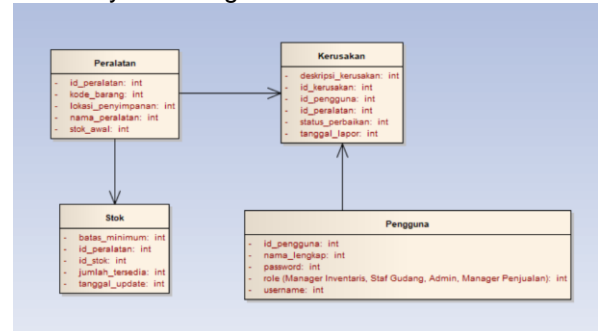 Peralatan
- id_peralatan: int
- kode_barang: int
- lokasi_penyimpanan: int
- nama_peralatan: int
- stok_awal: int
Kerusakan
- deskripsi_kerusakan: int
- id_kerusakan: int
- id_pengguna: int
- id_peralatan: int
- status_perbaikan: int
- tanggal_lapor: int
Stok
- batas_minimum: int
- id_peralatan: int
- id_stok: int
- jumlah_tersedia: int
- tanggal_update: int
Pengguna
- id_pengguna: int
- nama_lengkap: int
- password: int
- role (Manager Inventaris, Staf Gudang, Admin, Manager Penjualan): int
- username: int